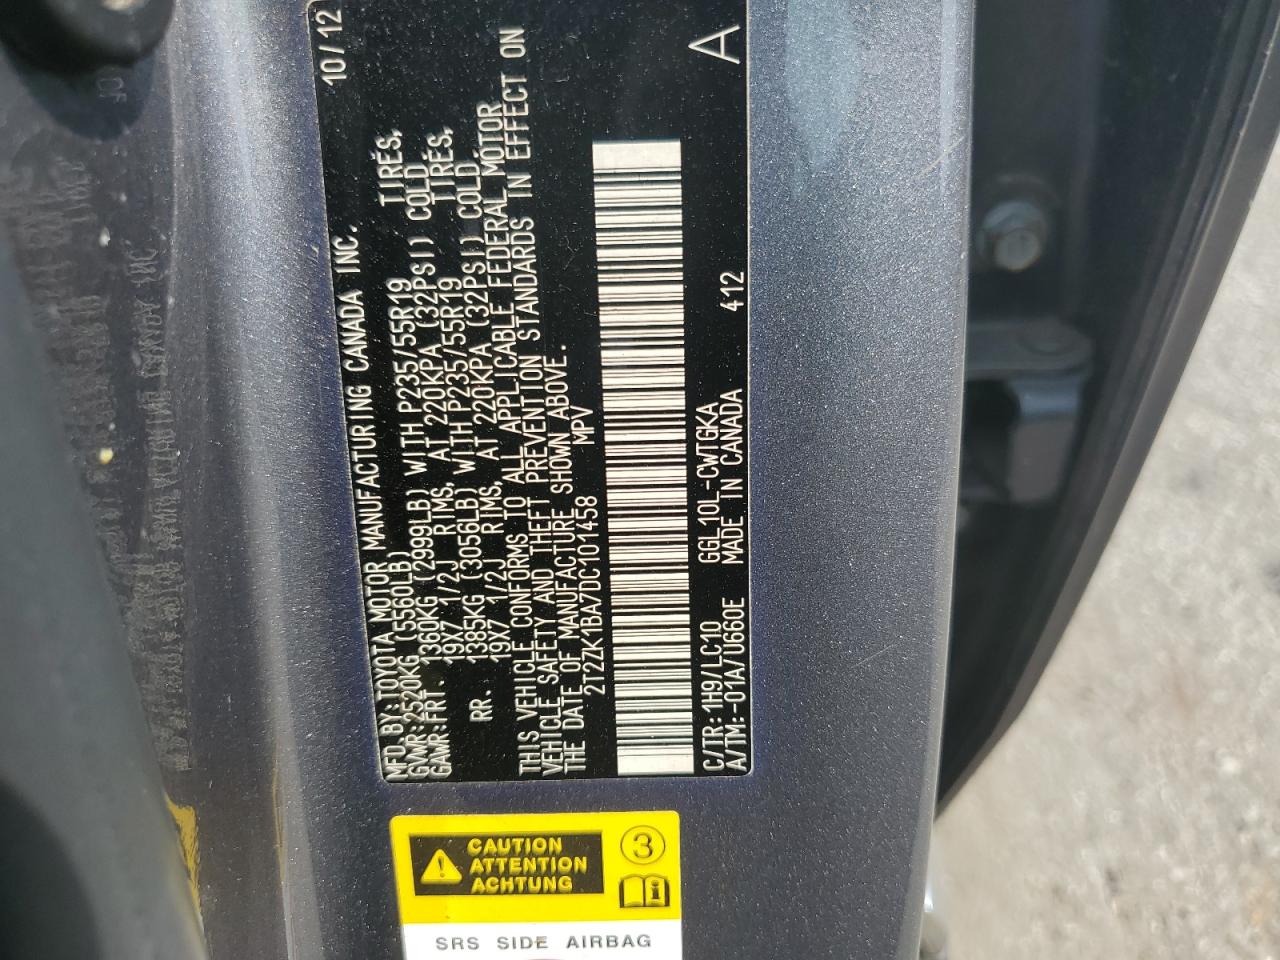 MFD. BY: TOYOTA MOTOR MANUFACTURING CANADA INC. 10/12
GVWR: 2520KG (5560LB)
GAWR: FRT. 1360KG (2999LB) WITH P235/55R19 TIRES,
19X7 1/2J RIMS, AT 220KPA (32PSI) COLD.
RR. 1385KG (3056LB) WITH P235/55R19 TIRES,
19X7 1/2J RIMS, AT 220KPA (32PSI) COLD.
THIS VEHICLE CONFORMS TO ALL APPLICABLE FEDERAL MOTOR
VEHICLE SAFETY AND THEFT PREVENTION STANDARDS IN EFFECT ON
THE DATE OF MANUFACTURE SHOWN ABOVE.
2T2ZK1BA7DC101458 MPV
C/TR: 1H9/LC10 GGL10L-CWTGKA A
A/TM: -01A/U660E MADE IN CANADA 412
CAUTION
ATTENTION
ACHTUNG
3
i
SRS SIDE AIRBAG